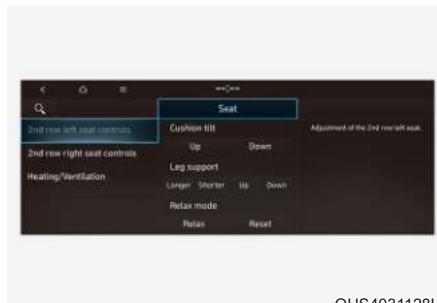 Seat
2nd row left seat controls
2nd row right seat controls
Heating/Ventilation
Cushion tilt
Up Down
Leg support
Longer Shorter Up Down
Relax mode
Relax Reset
Adjustment of the 2nd row left seat.